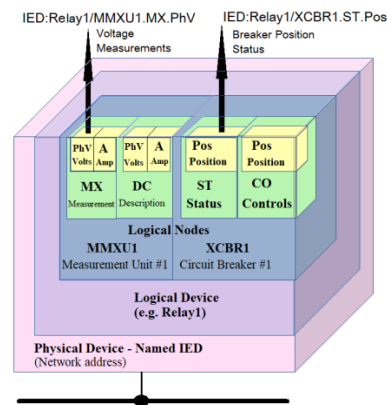 IED:Relay1/MMXU1.MX.PhV
Voltage
Measurements
IED:Relay1/XCBR1.ST.Pos
Breaker Position
Status
PhV
Volts
A
Amp
PhV
Volts
A
Amp
Pos
Position
Pos
Position
MX
Measurement
DC
Description
ST
Status
CO
Controls
Logical Nodes
MMXU1
Measurement Unit #1
XCBR1
Circuit Breaker #1
Logical Device
(e.g. Relay1)
Physical Device - Named IED
(Network address)